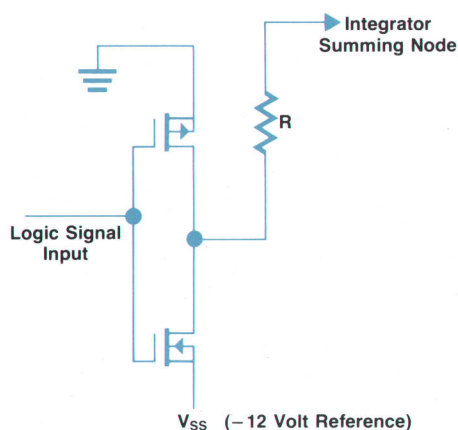 Integrator
Summing Node
R
Logic Signal
Input
VSS (−12 Volt Reference)